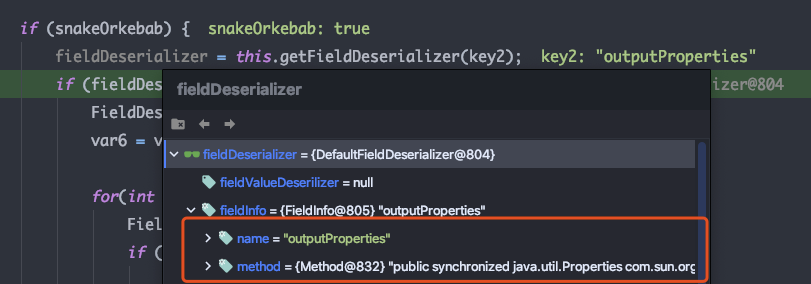 if (snakeOrkebab) {  snakeOrkebab: true
fieldDeserializer = this.getFieldDeserializer(key2);  key2: "outputProperties"
if (fieldDes izer@804
fieldDeserializer
FieldDes
var6 = v
fieldDeserializer = {DefaultFieldDeserializer@804}
fieldValueDeserilizer = null
for(int
fieldInfo = {FieldInfo@805} "outputProperties"
Fiel
name = "outputProperties"
if (
method = {Method@832} "public synchronized java.util.Properties com.sun.org